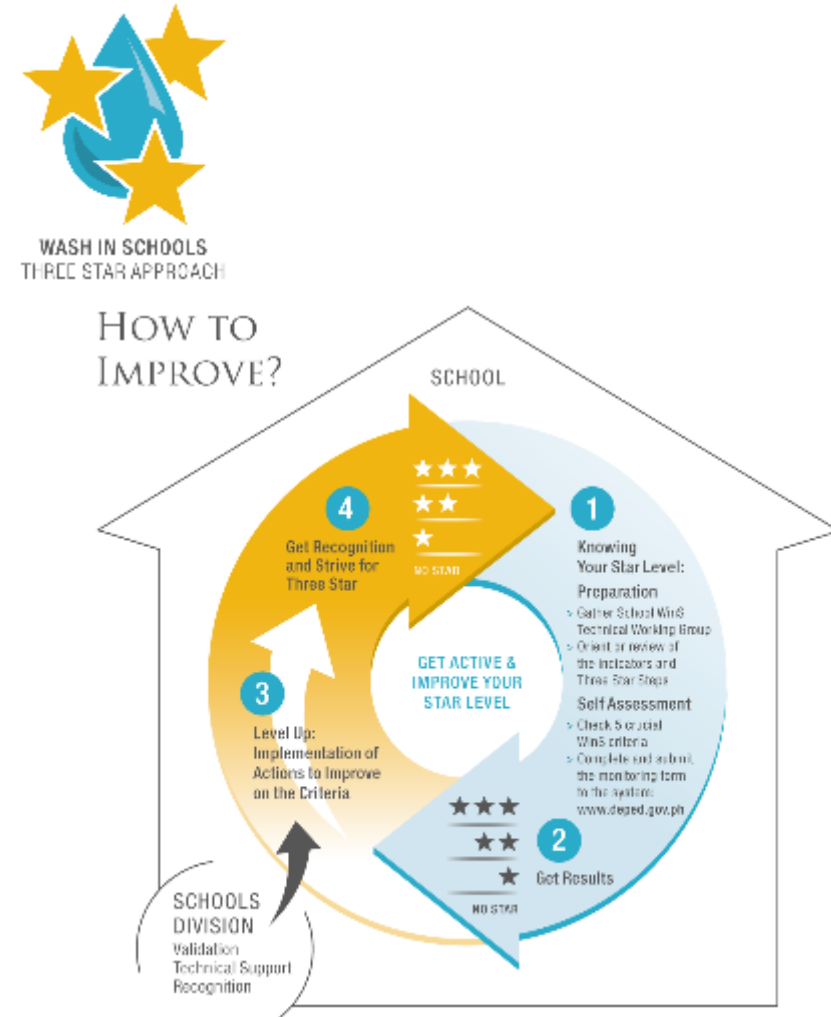 WASH IN SCHOOLS
THREE STAR APPROACH
HOW TO
IMPROVE?
SCHOOL
4
Get Recognition
and Strive for
Three Star
NO STAR
1
Knowing
Your Star Level:
Preparation
> Gather School WinS
Technical Working Group
> Orient or review of
the indicators and
Three Star Steps
Self Assessment
> Check 5 crucial
WinS criteria
> Complete and submit
the monitoring form
to the system:
www.deped.gov.ph
GET ACTIVE &
IMPROVE YOUR
STAR LEVEL
3
Level Up:
Implementation of
Actions to Improve
on the Criteria
2
Get Results
NO STAR
SCHOOLS
DIVISION
Validation
Technical Support
Recognition